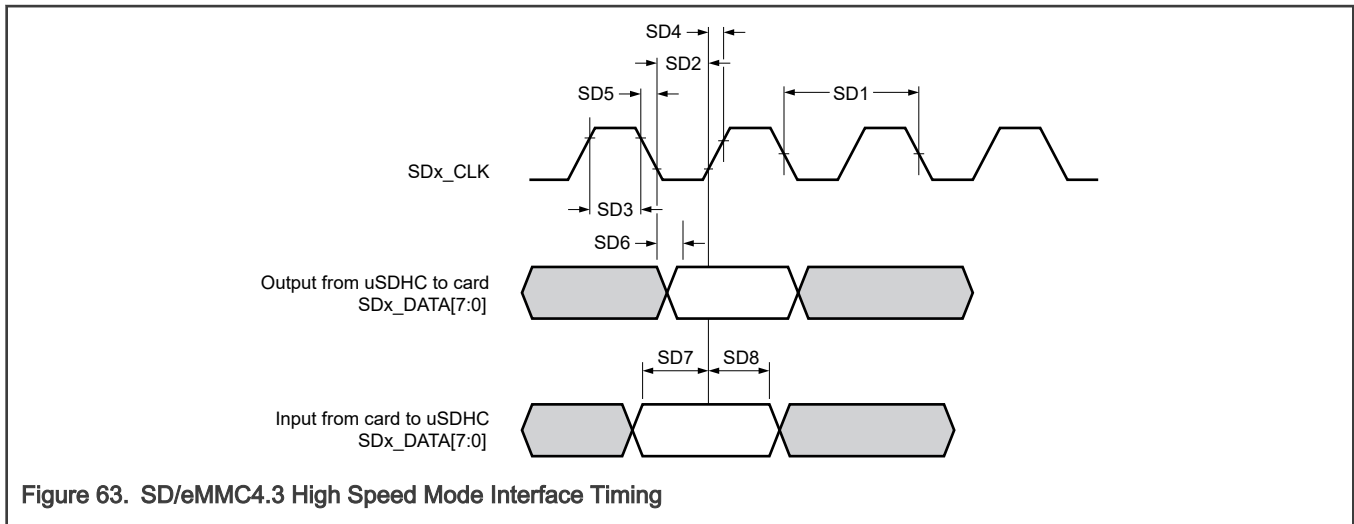 SD4
SD2
SD5
SD1
SDx_CLK
SD3
SD6
Output from uSDHC to card
SDx_DATA[7:0]
SD7 SD8
Input from card to uSDHC
SDx_DATA[7:0]
Figure 63. SD/eMMC4.3 High Speed Mode Interface Timing